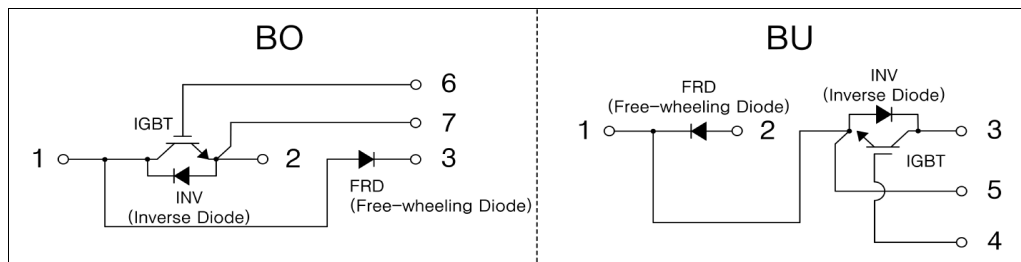 BO
6
IGBT
7
1
2
3
INV
(Inverse Diode)
FRD
(Free-wheeling Diode)
BU
INV
(Inverse Diode)
FRD
(Free-wheeling Diode)
1
2
3
IGBT
5
4